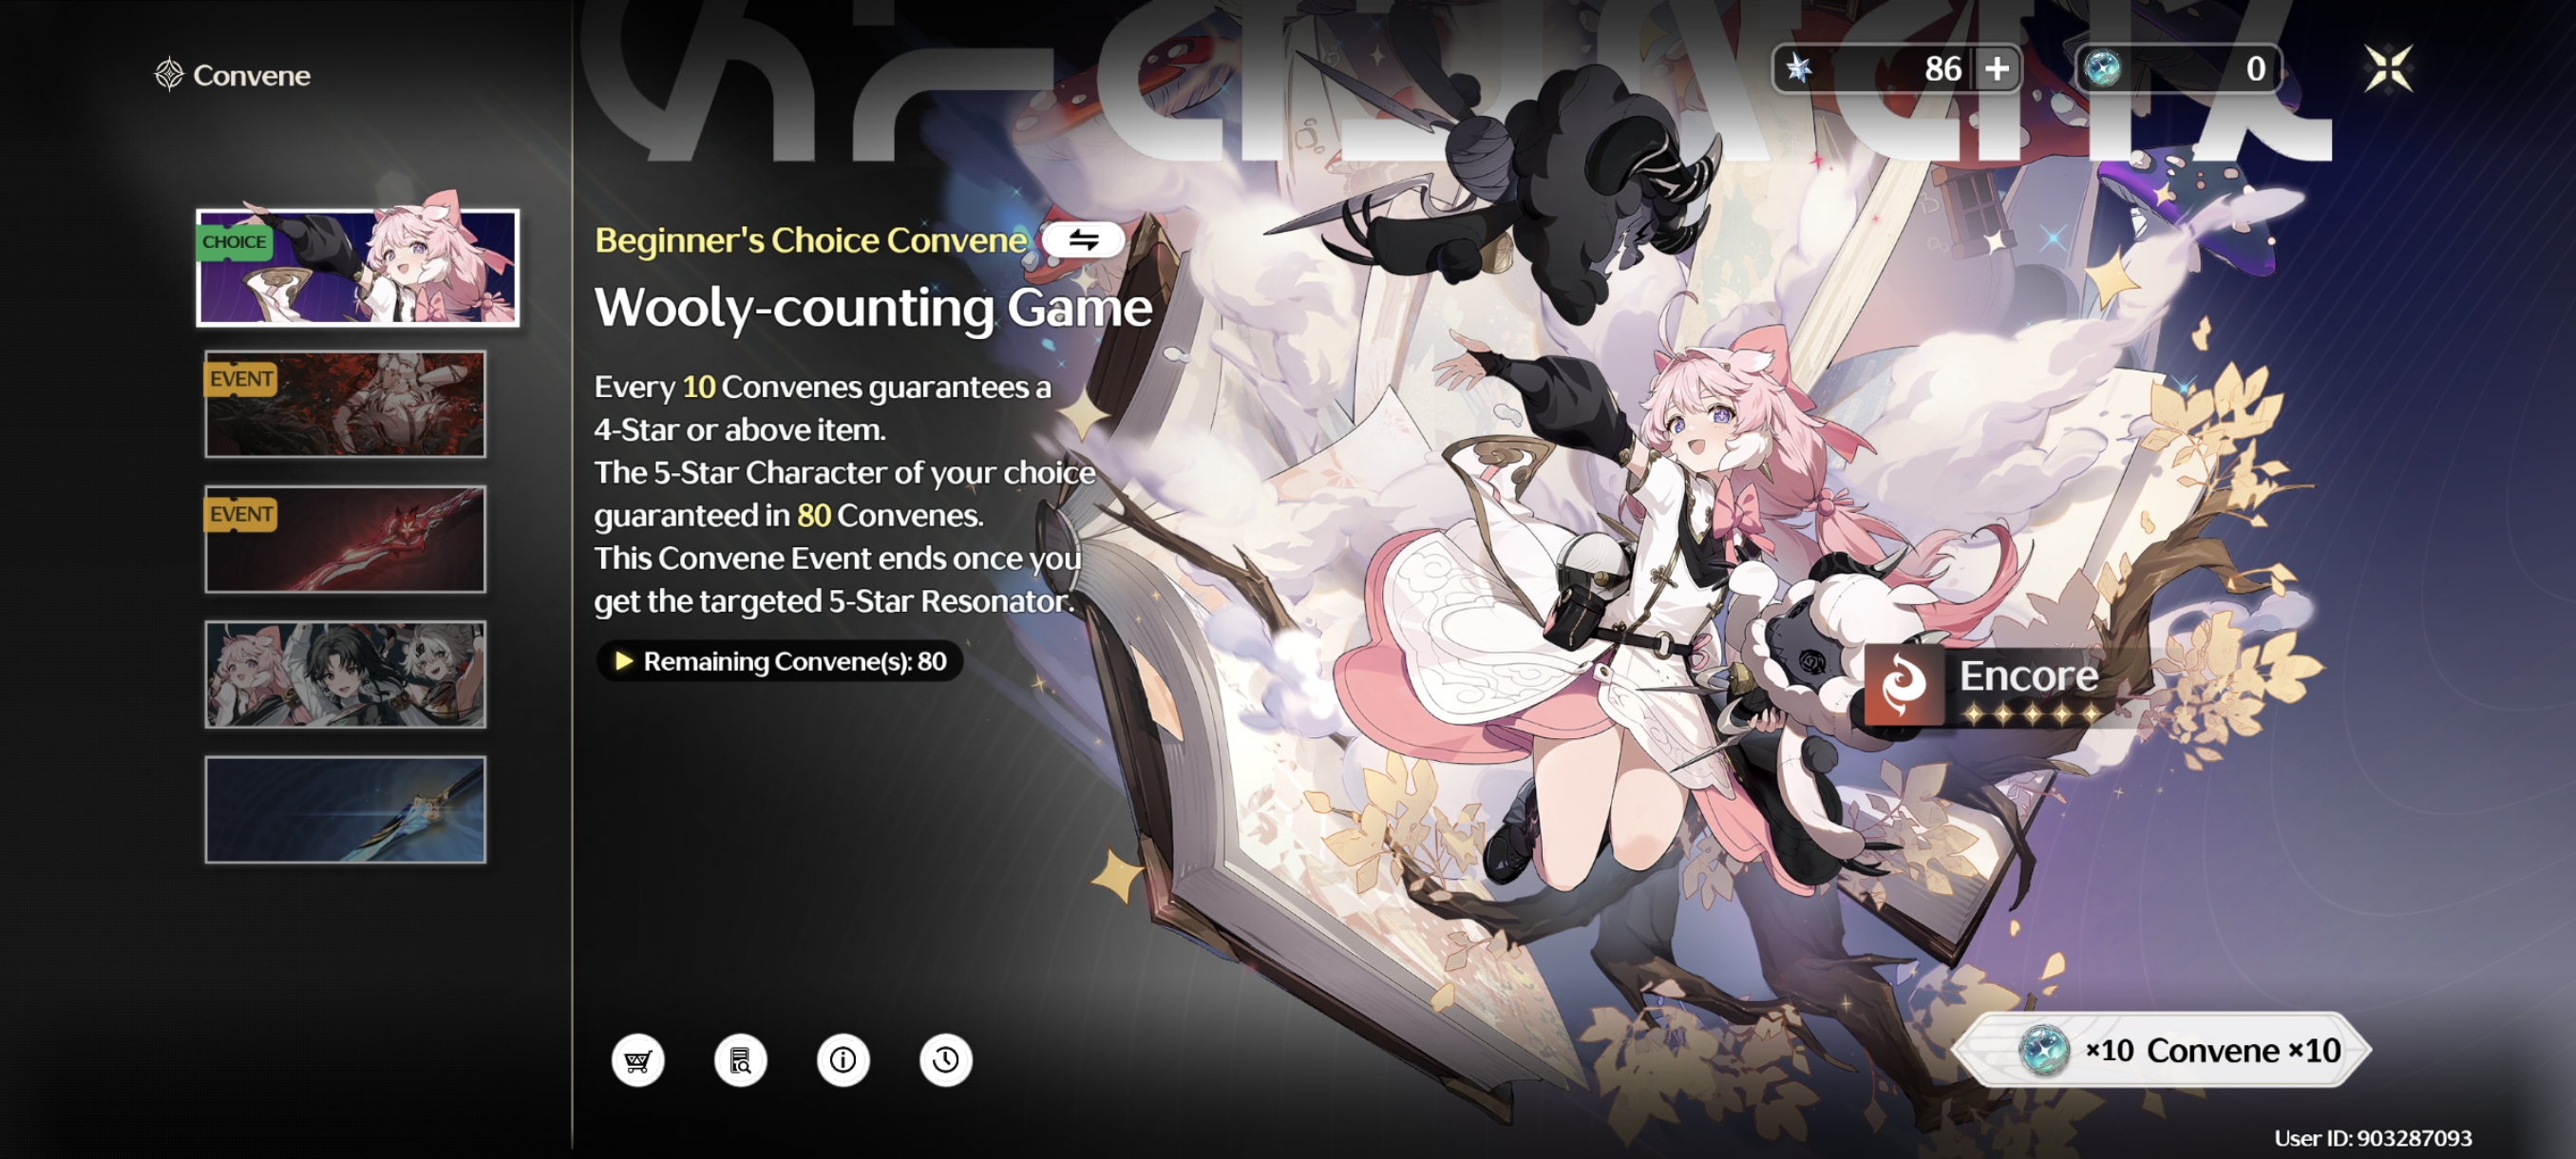 Convene
86
0
CHOICE
EVENT
EVENT
Beginner's Choice Convene
Wooly-counting Game
Every 10 Convenes guarantees a
4-Star or above item.
The 5-Star Character of your choice
guaranteed in 80 Convenes.
This Convene Event ends once you
get the targeted 5-Star Resonator.
Remaining Convene(s): 80
Encore
×10 Convene ×10
User ID: 903287093